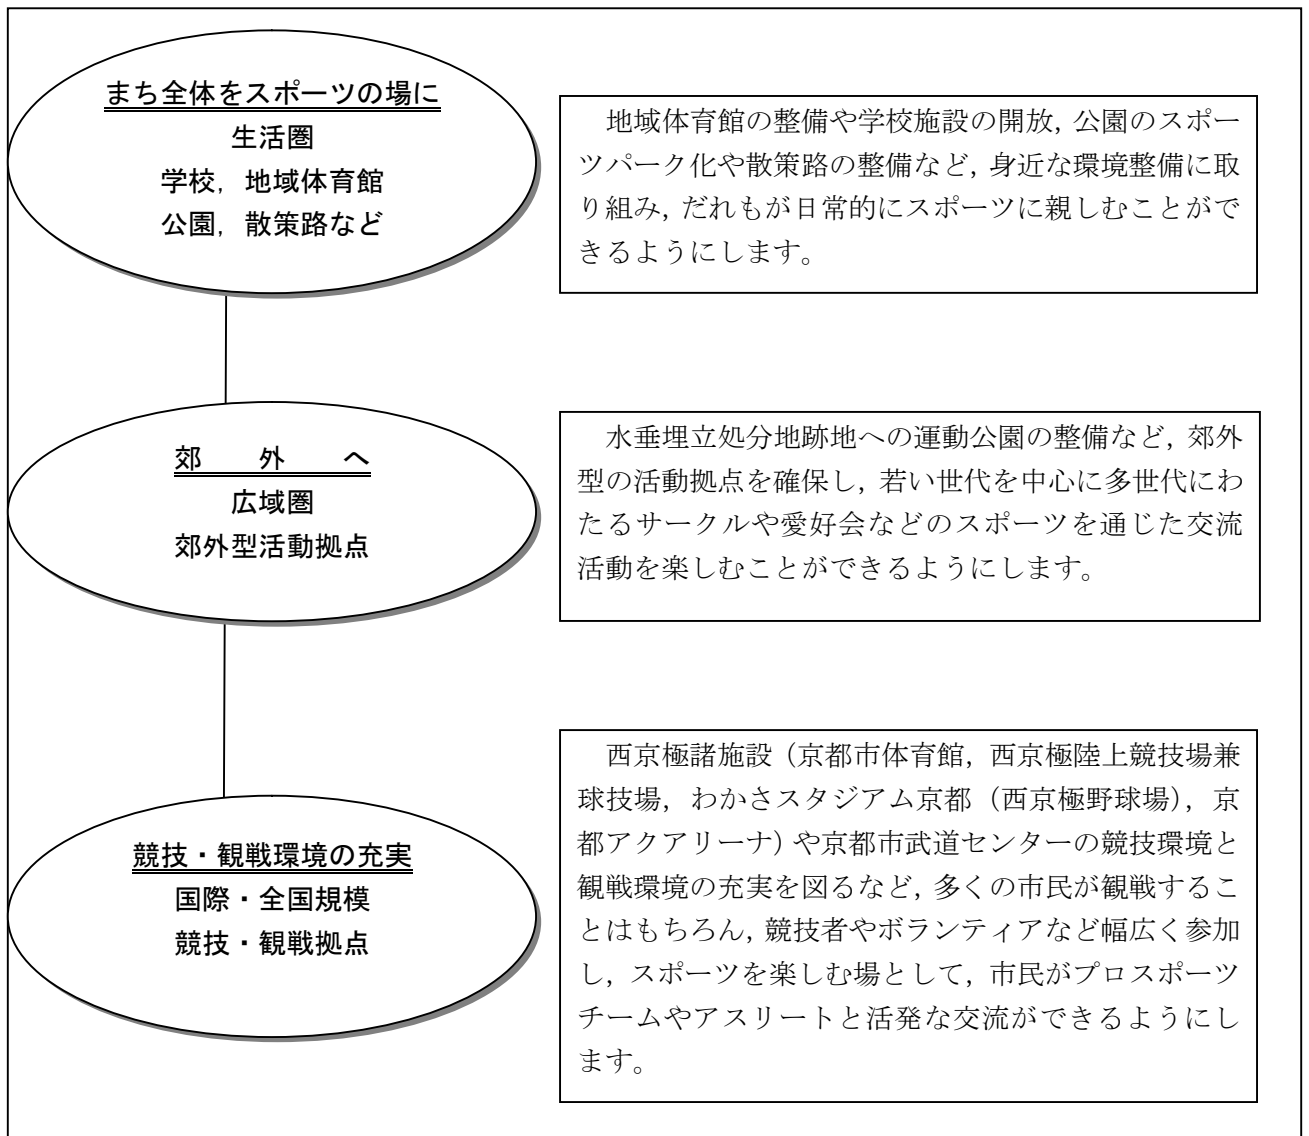 まち全体をスポーツの場に
生活圏
学校，地域体育館
公園，散策路など
地域体育館の整備や学校施設の開放，公園のスポー
ツパーク化や散策路の整備など，身近な環境整備に取
り組み，だれもが日常的にスポーツに親しむことがで
きるようにします。
郊　外　へ
広域圏
郊外型活動拠点
水垂埋立処分地跡地への運動公園の整備など，郊外
型の活動拠点を確保し，若い世代を中心に多世代にわ
たるサークルや愛好会などのスポーツを通じた交流
活動を楽しむことができるようにします。
競技・観戦環境の充実
国際・全国規模
競技・観戦拠点
西京極諸施設（京都市体育館，西京極陸上競技場兼
球技場，わかさスタジアム京都（西京極野球場），京
都アクアリーナ）や京都市武道センターの競技環境と
観戦環境の充実を図るなど，多くの市民が観戦するこ
とはもちろん，競技者やボランティアなど幅広く参加
し，スポーツを楽しむ場として，市民がプロスポーツ
チームやアスリートと活発な交流ができるようにし
ます。